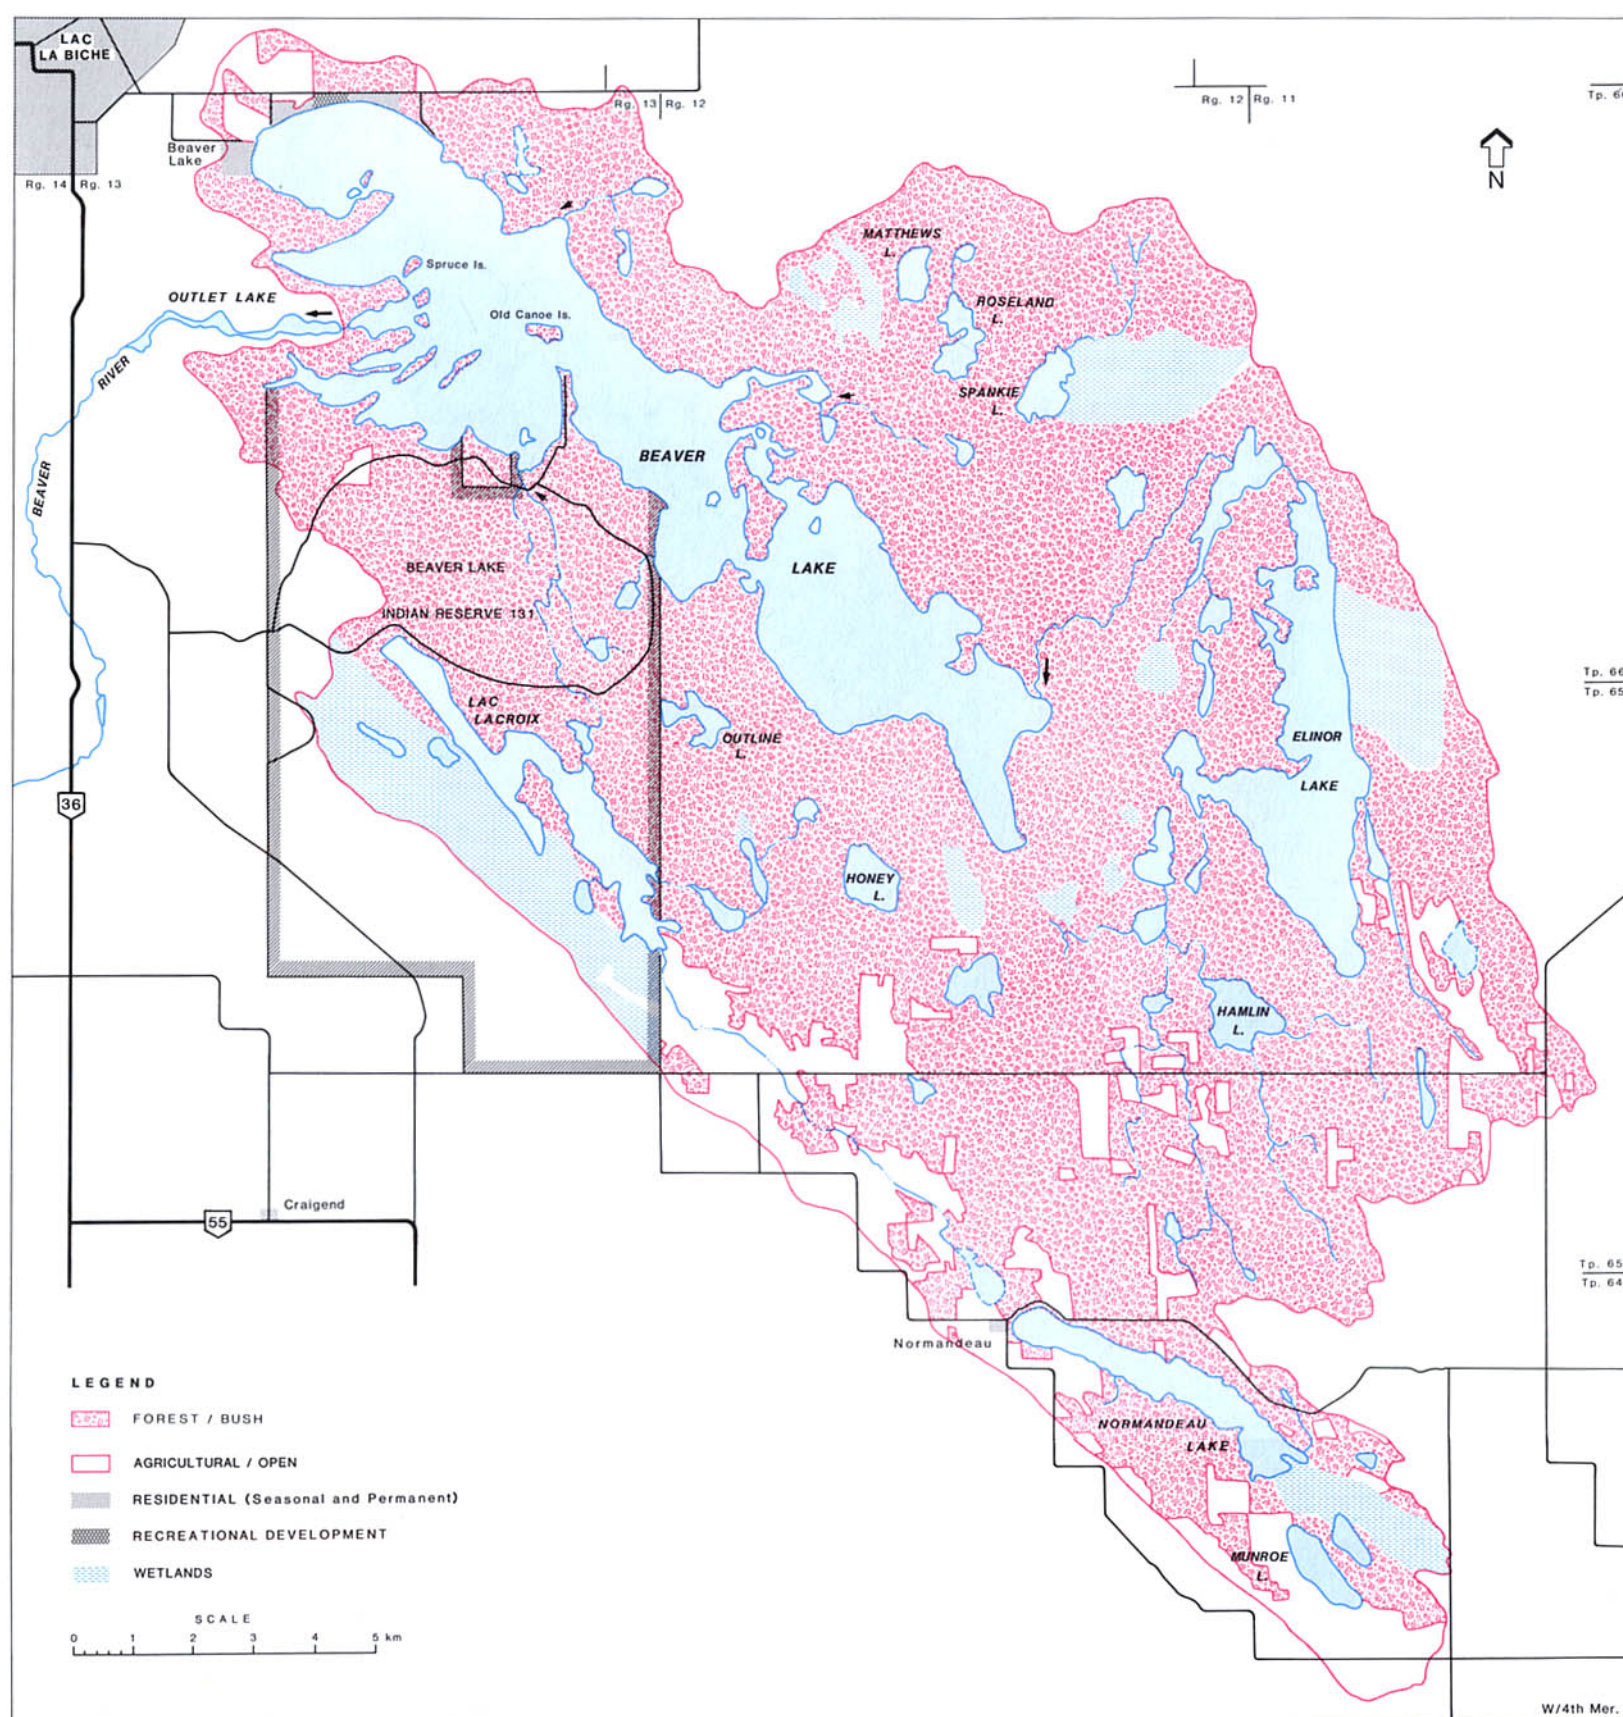 LAC
LA BICHE
Rg. 13 Rg. 12
Rg. 12 Rg. 11
Beaver
Lake
Rg. 14 Rg. 13
N
MATTHEWS
L.
Spruce Is.
OUTLET LAKE
Old Canoe Is.
ROSELAND
L.
RIVER
SPANKIE
L.
BEAVER
BEAVER
LAKE
BEAVER LAKE
INDIAN RESERVE 131
Tp. 66
Tp. 65
LAC
LACROIX
OUTLINE
L.
ELINOR
LAKE
36
HONEY
L.
HAMLIN
L.
Craigend
55
Tp. 65
Tp. 64
Normandeau
NORMANDEAU
LAKE
MUNROE
L.
LEGEND
FOREST / BUSH
AGRICULTURAL / OPEN
RESIDENTIAL (Seasonal and Permanent)
RECREATIONAL DEVELOPMENT
WETLANDS
SCALE
0 1 2 3 4 5 km
W/4th Mer.